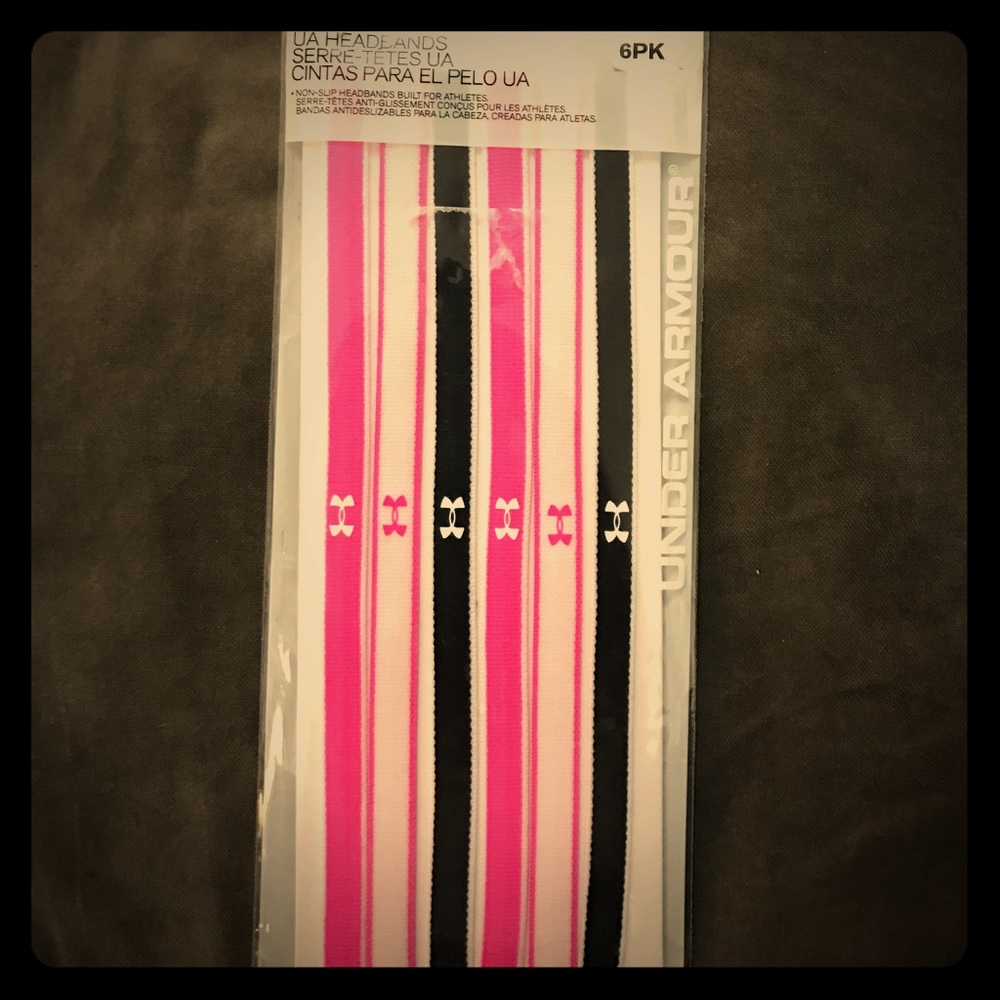 UA HEADBANDS
SERRE-TÊTES UA
CINTAS PARA EL PELO UA
6PK
• NON-SLIP HEADBANDS BUILT FOR ATHLETES.
SERRE-TÊTES ANTI-GLISSEMENT CONÇUS POUR LES ATHLÈTES.
BANDAS ANTIDESLIZABLES PARA LA CABEZA, CREADAS PARA ATLETAS.
UNDER ARMOUR®